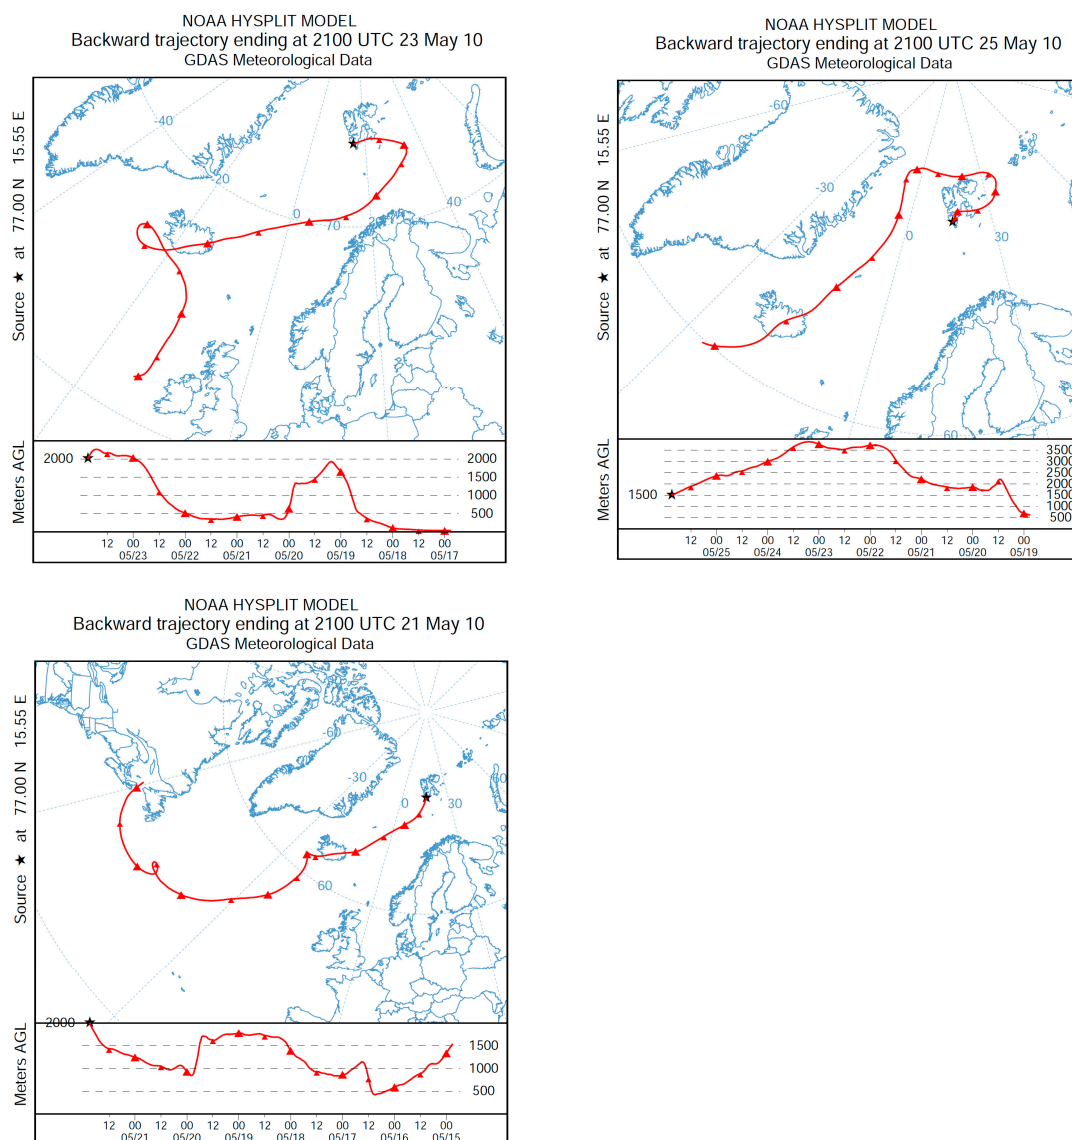 NOAA HYSPLIT MODEL
Backward trajectory ending at 2100 UTC 23 May 10
GDAS Meteorological Data
Source ★ at 77.00 N 15.55 E
-40
-20
0
-70
2
40
Meters AGL
2000
2000
1500
1000
500
12 00 12 00 12 00 12 00 12 00 12 00 12 00
05/23 05/22 05/21 05/20 05/19 05/18 05/17
NOAA HYSPLIT MODEL
Backward trajectory ending at 2100 UTC 25 May 10
GDAS Meteorological Data
Source ★ at 77.00 N 15.55 E
-60
-30
0
30
60
Meters AGL
1500
3500
3000
2500
2000
1500
1000
500
12 00 12 00 12 00 12 00 12 00 12 00 12 00
05/25 05/24 05/23 05/22 05/21 05/20 05/19
NOAA HYSPLIT MODEL
Backward trajectory ending at 2100 UTC 21 May 10
GDAS Meteorological Data
Source ★ at 77.00 N 15.55 E
-60
-30
0
30
60
60
Meters AGL
2000
1500
1000
500
12 00 12 00 12 00 12 00 12 00 12 00 12 00
05/21 05/20 05/19 05/18 05/17 05/16 05/15